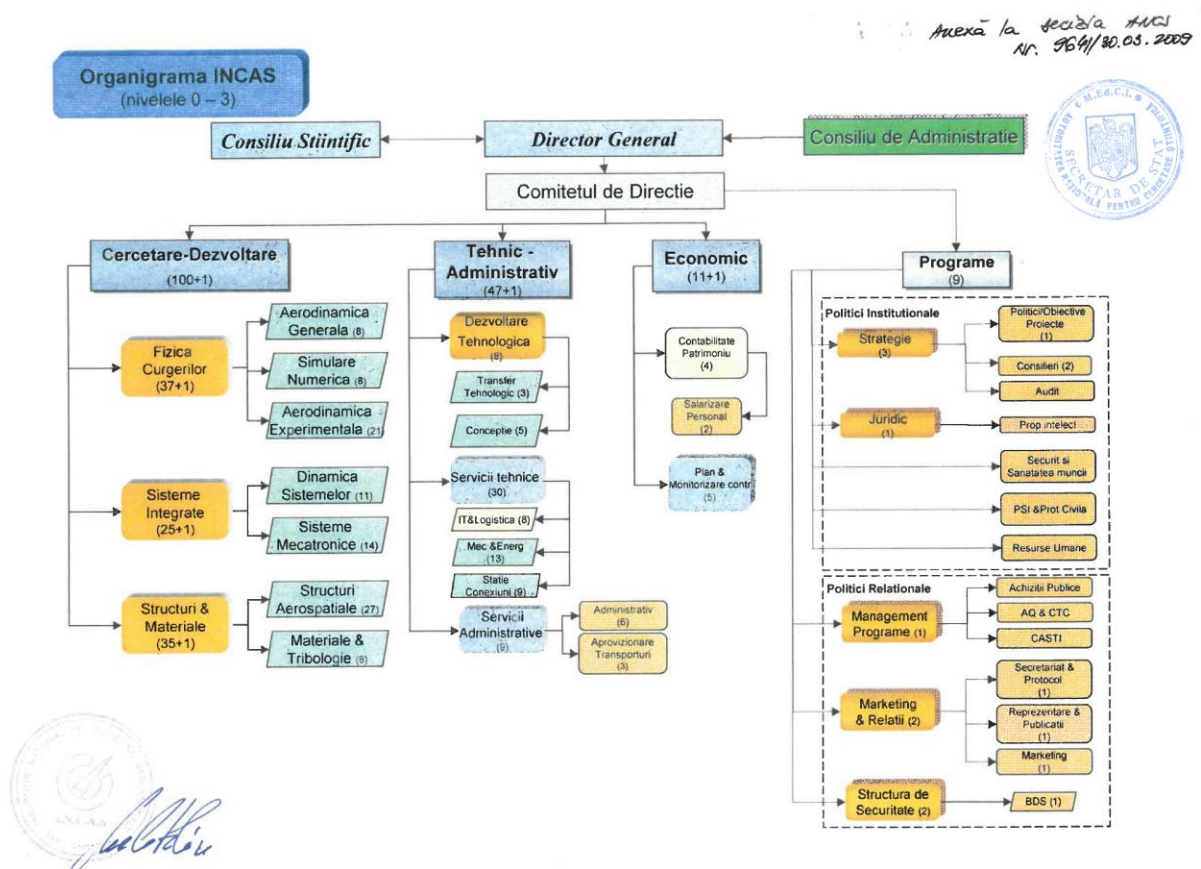 Anexă la decizia ANCS
Nr. 9641/30.03.2009
Organigrama INCAS
(nivelele 0 – 3)
M.Ed.C.I.
AUTORITATEA NAȚIONALĂ PENTRU CERCETARE ȘTIINȚIFICĂ
SECRETAR DE STAT
Consiliu Stiintific
Director General
Consiliu de Administratie
Comitetul de Directie
Cercetare-Dezvoltare
(100+1)
Tehnic -
Administrativ
(47+1)
Economic
(11+1)
Programe
(9)
Fizica
Curgerilor
(37+1)
Aerodinamica
Generala (8)
Simulare
Numerica (8)
Aerodinamica
Experimentala (21)
Sisteme
Integrate
(25+1)
Dinamica
Sistemelor (11)
Sisteme
Mecatronice (14)
Structuri &
Materiale
(35+1)
Structuri
Aerospatiale (27)
Materiale &
Tribologie (8)
Dezvoltare
Tehnologica
(8)
Transfer
Tehnologic (3)
Conceptie (5)
Servicii tehnice
(30)
IT&Logistica (8)
Mec &Energ
(13)
Statie
Conexiuni (9)
Servicii
Administrative
(9)
Administrativ
(6)
Aprovizionare
Transporturi
(3)
Contabilitate
Patrimoniu
(4)
Salarizare
Personal
(2)
Plan &
Monitorizare contr
(5)
Politici Institutionale
Strategie
(3)
Politici/Obiective
Proiecte
(1)
Consilieri (2)
Audit
Juridic
(1)
Prop intelect
Securit si
Sanatatea muncii
PSI &Prot Civila
Resurse Umane
Politici Relationale
Management
Programe (1)
Achizitii Publice
AQ & CTC
CASTI
Marketing
& Relatii (2)
Secretariat &
Protocol
(1)
Reprezentare &
Publicatii
(1)
Marketing
(1)
Structura de
Securitate (2)
BDS (1)
I.N.C.A.S